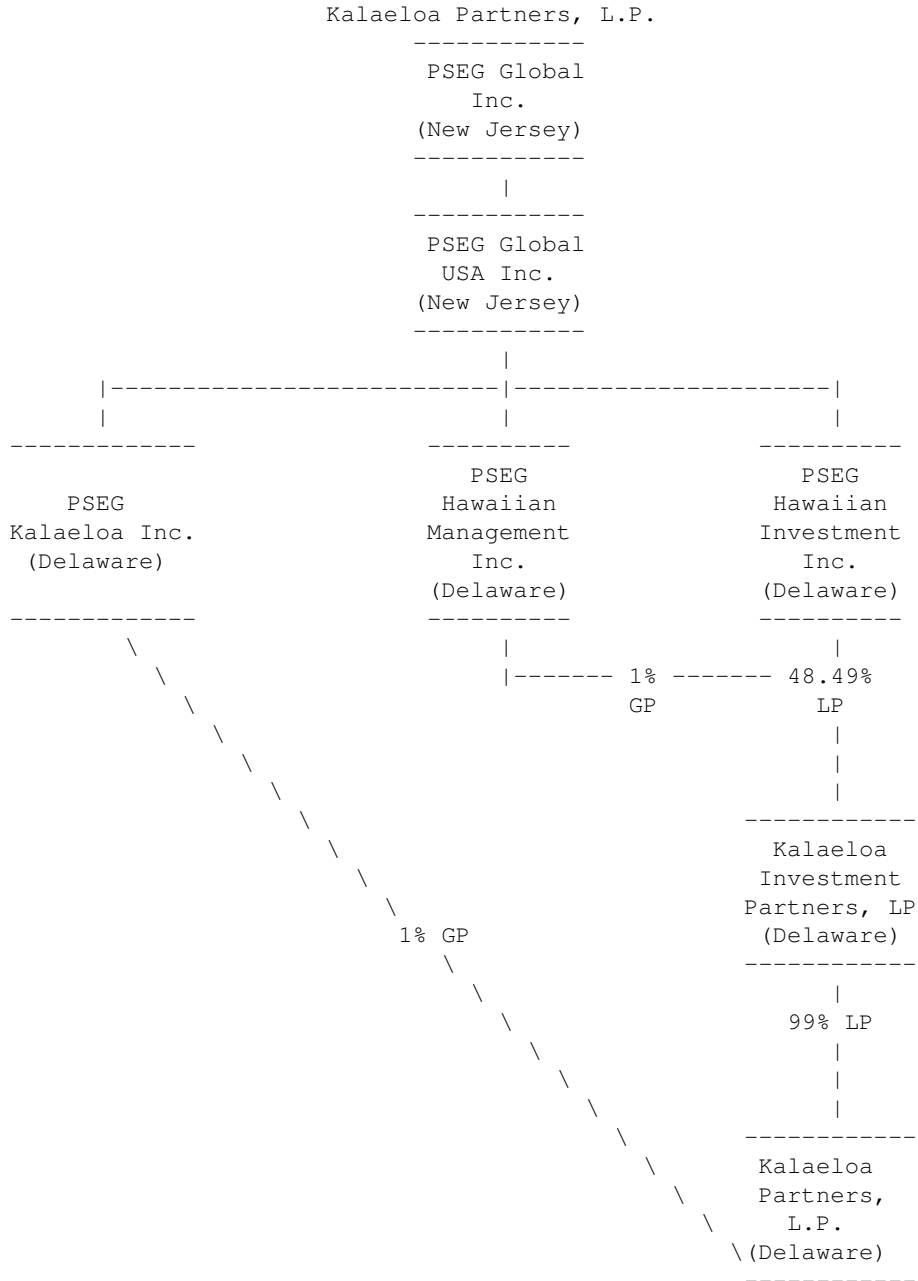 Kalaeloa Partners, L.P.
PSEG Global
Inc.
(New Jersey)
PSEG Global
USA Inc.
(New Jersey)
PSEG
Kalaeloa Inc.
(Delaware)
PSEG
Hawaiian
Management
Inc.
(Delaware)
PSEG
Hawaiian
Investment
Inc.
(Delaware)
1%
GP
48.49%
LP
Kalaeloa
Investment
Partners, LP
(Delaware)
1% GP
99% LP
Kalaeloa
Partners,
L.P.
(Delaware)